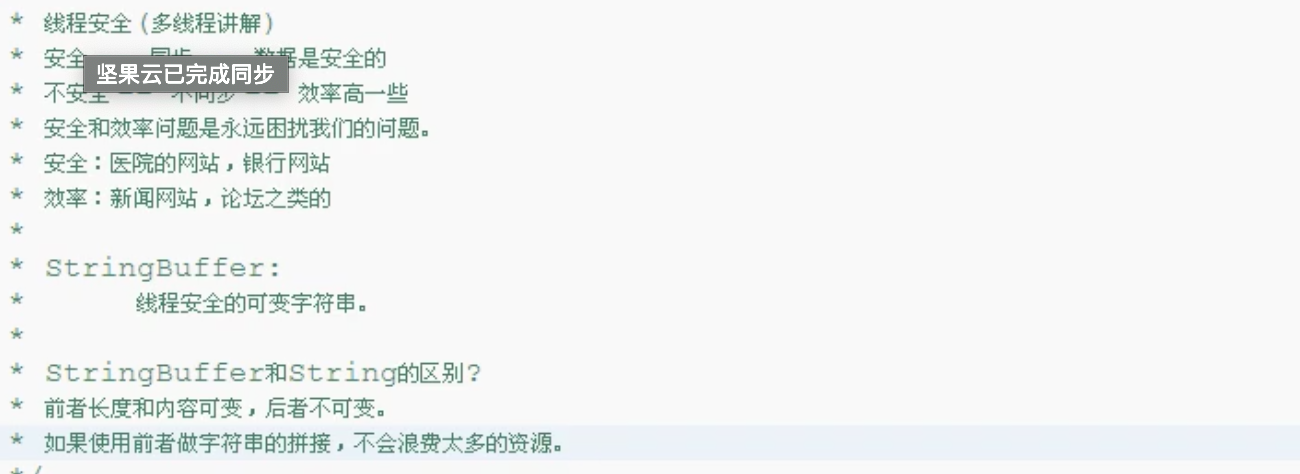 * 线程安全(多线程讲解)
* 安全 数据是安全的
坚果云已完成同步
* 不安全 -- 不同步 -- 效率高一些
* 安全和效率问题是永远困扰我们的问题。
* 安全：医院的网站，银行网站
* 效率：新闻网站，论坛之类的
*
* StringBuffer:
* 线程安全的可变字符串。
*
* StringBuffer和String的区别?
* 前者长度和内容可变，后者不可变。
* 如果使用前者做字符串的拼接，不会浪费太多的资源。
*/